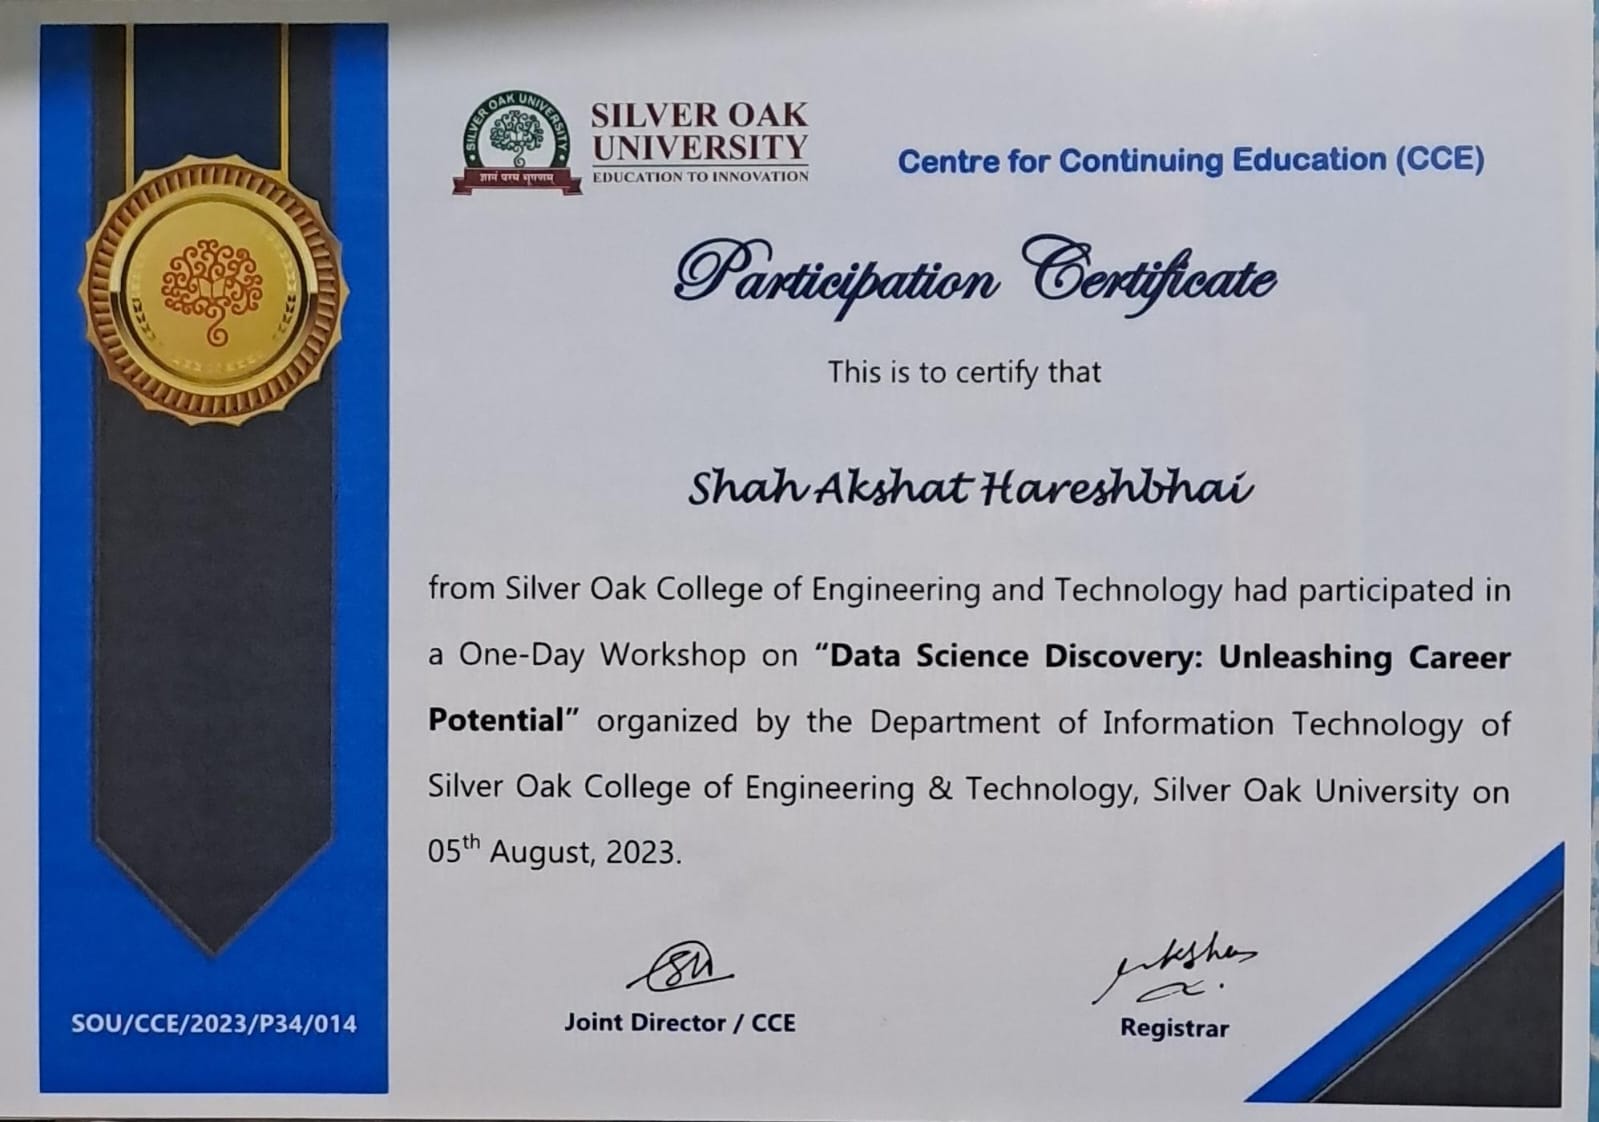 SILVER OAK UNIVERSITY
ज्ञानं परमं भूषणम्
SILVER OAK
UNIVERSITY
EDUCATION TO INNOVATION
Centre for Continuing Education (CCE)
Participation Certificate
This is to certify that
Shah Akshat Hareshbhai
from Silver Oak College of Engineering and Technology had participated in
a One-Day Workshop on “Data Science Discovery: Unleashing Career
Potential” organized by the Department of Information Technology of
Silver Oak College of Engineering & Technology, Silver Oak University on
05th August, 2023.
Joint Director / CCE
Registrar
SOU/CCE/2023/P34/014